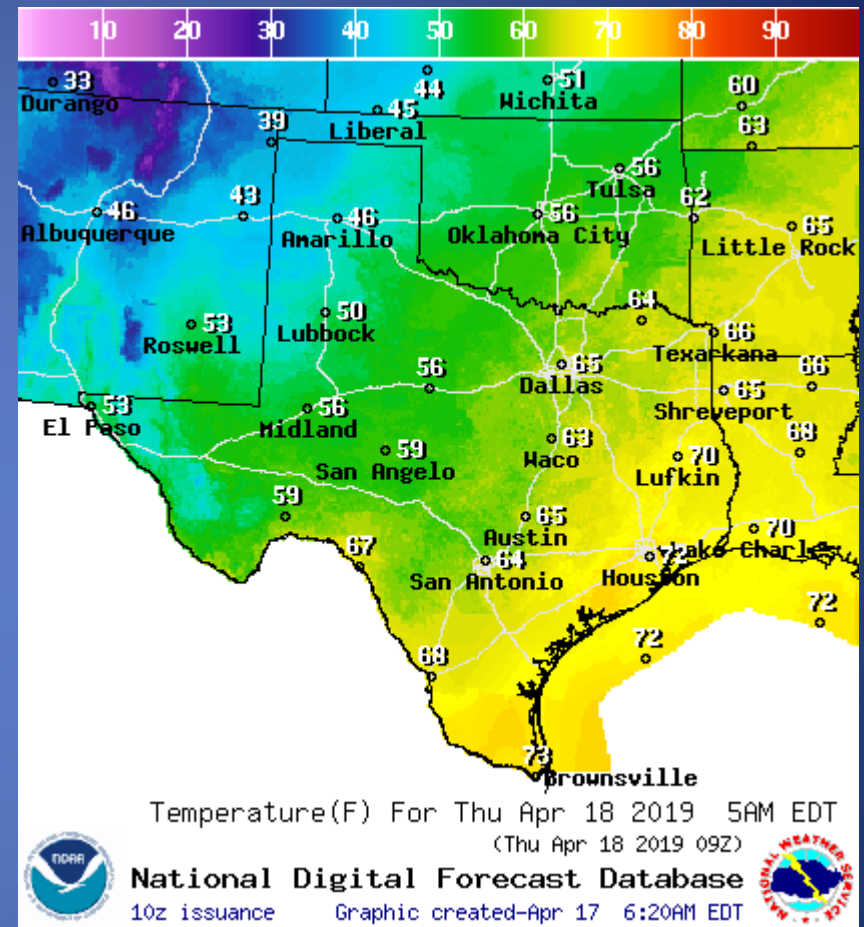 10 20 30 40 50 60 70 80 90
33 Durango
44
51 Wichita
60
45 Liberal
39
63
56 Tulsa
46 Albuquerque
43
46 Amarillo
56 Oklahoma City
62
65 Little Rock
53 Roswell
50 Lubbock
64
66 Texarkana
65 Dallas
56
66
65 Shreveport
53 El Paso
56 Midland
59 San Angelo
63 Waco
70 Lufkin
68
59
65 Austin
70
Lake Charles
67
64 San Antonio
72 Houston
72
72
68
73
Brownsville
Temperature(F) For Thu Apr 18 2019 5AM EDT
(Thu Apr 18 2019 09Z)
National Digital Forecast Database
10z issuance Graphic created-Apr 17 6:20AM EDT
NOAA
NATIONAL WEATHER SERVICE